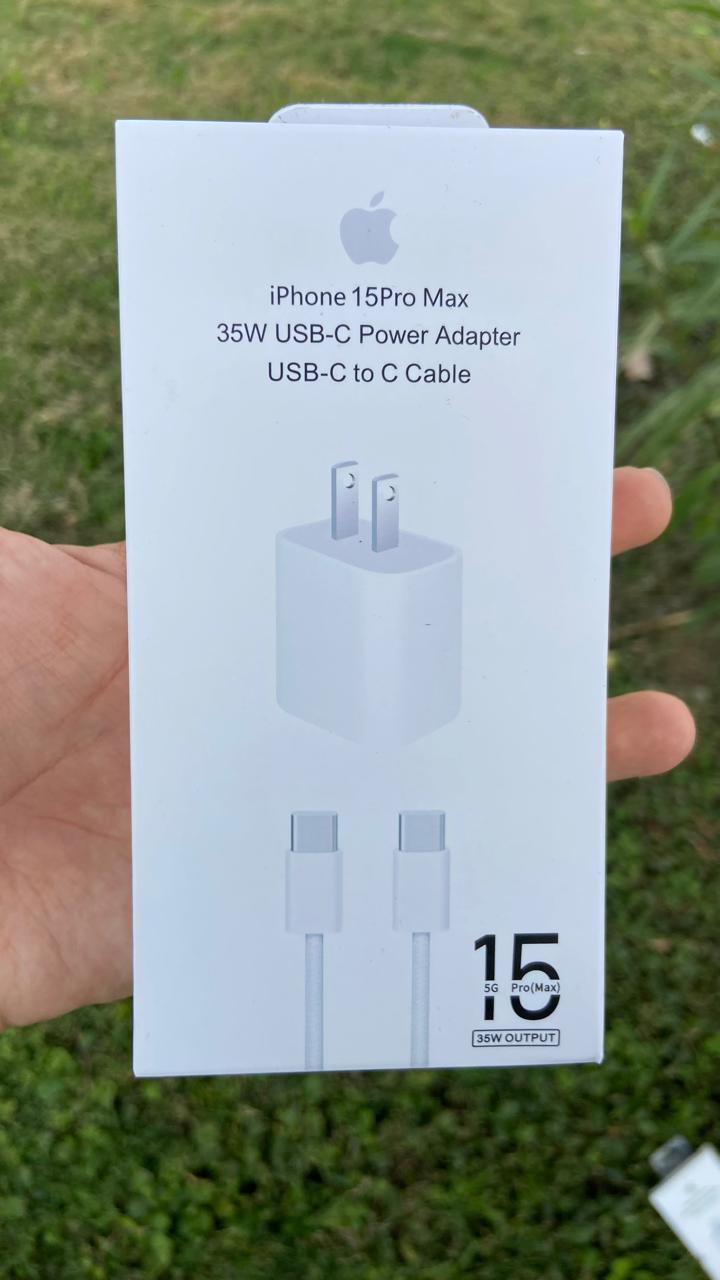 iPhone 15Pro Max
35W USB-C Power Adapter
USB-C to C Cable
15
5G Pro(Max)
35W OUTPUT